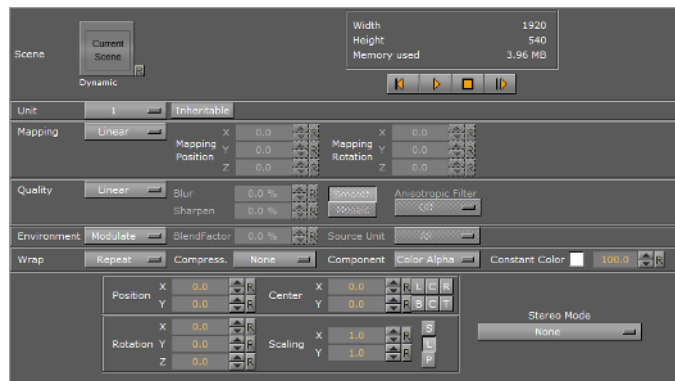 Width 1920
Height 540
Memory used 3.96 MB
Scene
Current Scene
R
Dynamic
Unit 1 Inheritable
Mapping Linear
Mapping Position
X 0.0 R
Y 0.0 R
Z 0.0 R
Mapping Rotation
X 0.0 R
Y 0.0 R
Z 0.0 R
Quality Linear
Blur 0.0 % R
Sharpen 0.0 % R
Smooth
Anisotropic Filter
Off
Environment Modulate BlendFactor 0.0 % R Source Unit All
Wrap Repeat Compress. None Component Color Alpha Constant Color 100.0 R
Position
X 0.0 R
Y 0.0 R
Center
X 0.0 R L C R
Y 0.0 R B C T
Rotation
X 0.0 R
Y 0.0 R
Z 0.0 R
Scaling
X 1.0 R
Y 1.0 R
S
L
P
Stereo Mode
None